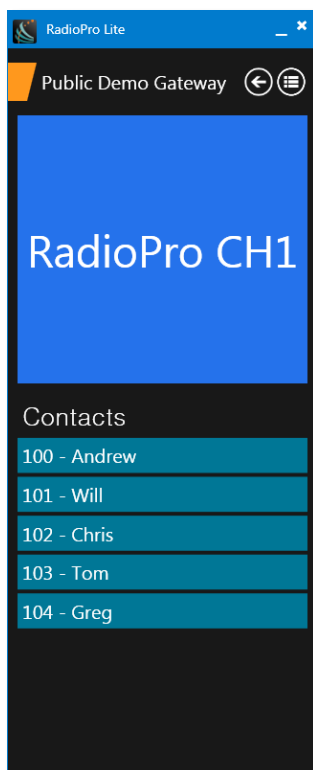 RadioPro Lite
Public Demo Gateway
RadioPro CH1
Contacts
100 - Andrew
101 - Will
102 - Chris
103 - Tom
104 - Greg